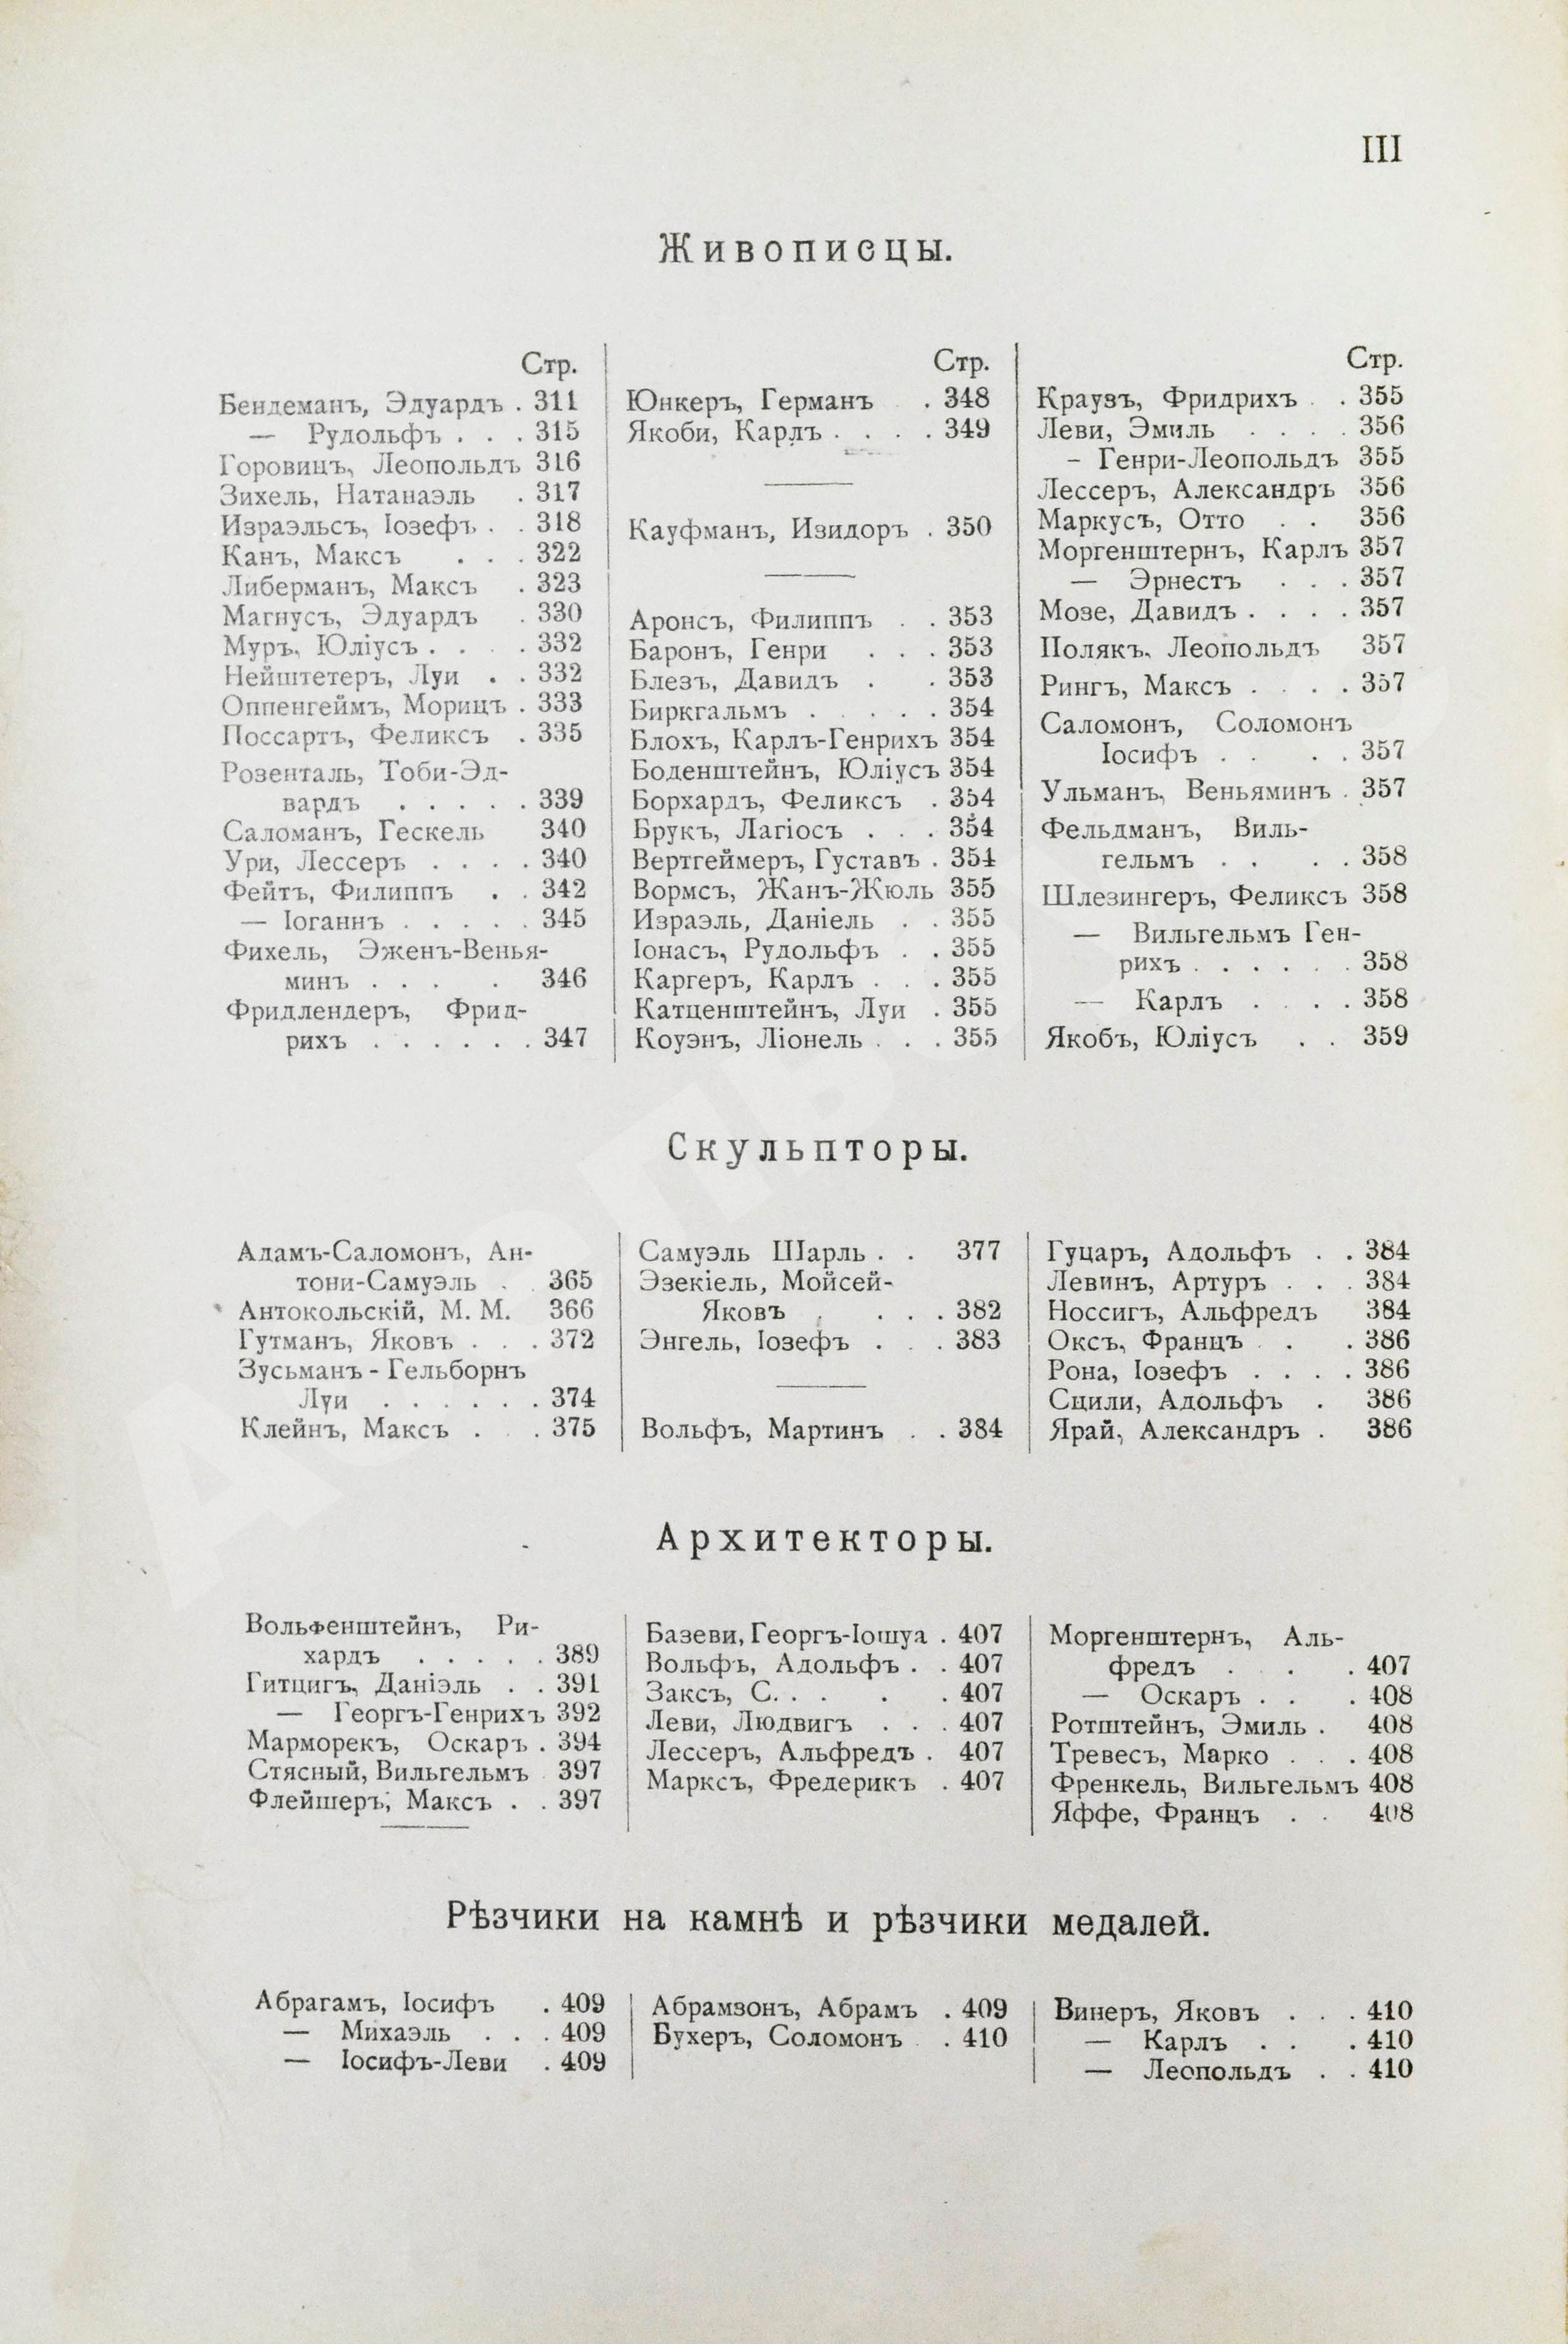 III
Живописцы.
Стр.
Бендеманъ, Эдуардъ . 311
— Рудольфъ . . . 315
Горовицъ, Леопольдъ 316
Зихель, Натанаэль . 317
Израэльсъ, Іозефъ . . 318
Канъ, Максъ . . . 322
Либерманъ, Максъ . 323
Магнусъ, Эдуардъ . 330
Муръ, Юліусъ . . . . 332
Нейштетеръ, Луи . . 332
Оппенгеймъ, Морицъ . 333
Поссартъ, Феликсъ . 335
Розенталь, Тоби-Эд-
вардъ . . . . . 339
Саломанъ, Гескель 340
Ури, Лессеръ . . . . 340
Фейтъ, Филиппъ . . 342
— Іоганнъ . . . . . 345
Фихель, Эженъ-Венья-
минъ . . . . 346
Фридлендеръ, Фрид-
рихъ . . . . . . 347
Стр.
Юнкеръ, Германъ . 348
Якоби, Карлъ . . . . 349
Кауфманъ, Изидоръ . 350
Аронсъ, Филиппъ . . 353
Баронъ, Генри . . . 353
Блезъ, Давидъ . . 353
Биркгальмъ . . . . . 354
Блохъ, Карлъ-Генрихъ 354
Боденштейнъ, Юліусъ 354
Борхардъ, Феликсъ . 354
Брукъ, Лагіосъ . . . 354
Вертгеймеръ, Густавъ . 354
Вормсъ, Жанъ-Жюль 355
Израэль, Даніель . . 355
Іонасъ, Рудольфъ . . 355
Каргеръ, Карлъ . . . 355
Катценштейнъ, Луи . 355
Коуэнъ, Ліонель . . . 355
Стр.
Краузъ, Фридрихъ . . 355
Леви, Эмиль . . . . 356
- Генри-Леопольдъ 355
Лессеръ, Александръ 356
Маркусъ, Отто . . 356
Моргенштернъ, Карлъ 357
— Эрнестъ . . . 357
Мозе, Давидъ . . . . 357
Полякъ, Леопольдъ 357
Рингъ, Максъ . . . . 357
Саломонъ, Соломонъ
Іосифъ . . . . 357
Ульманъ, Веньяминъ . 357
Фельдманъ, Виль-
гельмъ . . . . 358
Шлезингеръ, Феликсъ 358
— Вильгельмъ Ген-
рихъ . . . . . . 358
— Карлъ . . . . 358
Якобъ, Юліусъ . . 359
Скульпторы.
Адамъ-Саломонъ, Ан-
тони-Самуэль . . 365
Антокольскій, М. М. 366
Гутманъ, Яковъ . . . 372
Зусьманъ - Гельборнъ
Луи . . . . . . 374
Клейнъ, Максъ . . . 375
Самуэль Шарль . . 377
Эзекіель, Мойсей-
Яковъ . . . . 382
Энгель, Іозефъ . . . 383
Вольфъ, Мартинъ . . 384
Гуцаръ, Адольфъ . . 384
Левинъ, Артуръ . . . 384
Носсигъ, Альфредъ 384
Оксъ, Францъ . . . 386
Рона, Іозефъ . . . . 386
Сцили, Адольфъ . 386
Ярай, Александръ . 386
Архитекторы.
Вольфенштейнъ, Ри-
хардъ . . . . . 389
Гитцигъ, Даніэль . . 391
— Георгъ-Генрихъ 392
Марморекъ, Оскаръ . 394
Стясный, Вильгельмъ 397
Флейшеръ, Максъ . . 397
Базеви, Георгъ-Іошуа . 407
Вольфъ, Адольфъ . . 407
Заксъ, С. . . . . 407
Леви, Людвигъ . . . 407
Лессеръ, Альфредъ . 407
Марксъ, Фредерикъ . 407
Моргенштернъ, Аль-
фредъ . . . . 407
— Оскаръ . . . 408
Ротштейнъ, Эмиль . 408
Тревесъ, Марко . . . 408
Френкель, Вильгельмъ 408
Яффе, Францъ . . 408
Рѣзчики на камнѣ и рѣзчики медалей.
Абрагамъ, Іосифъ . 409
— Михаэль . . . 409
— Іосифъ-Леви . 409
Абрамзонъ, Абрамъ . 409
Бухеръ, Соломонъ . . 410
Винеръ, Яковъ . . . 410
— Карлъ . . . 410
— Леопольдъ . . 410